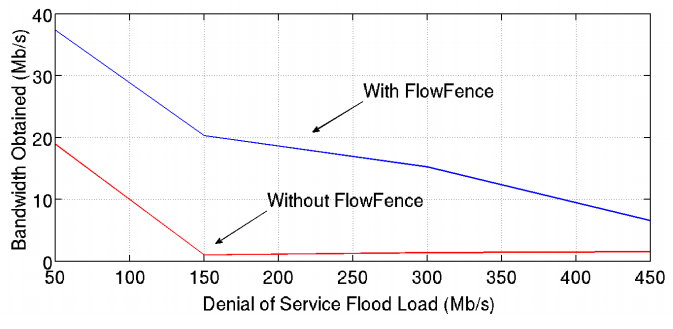 40
30
20
10
0
Bandwidth Obtained (Mb/s)
With FlowFence
Without FlowFence
50 100 150 200 250 300 350 400 450
Denial of Service Flood Load (Mb/s)